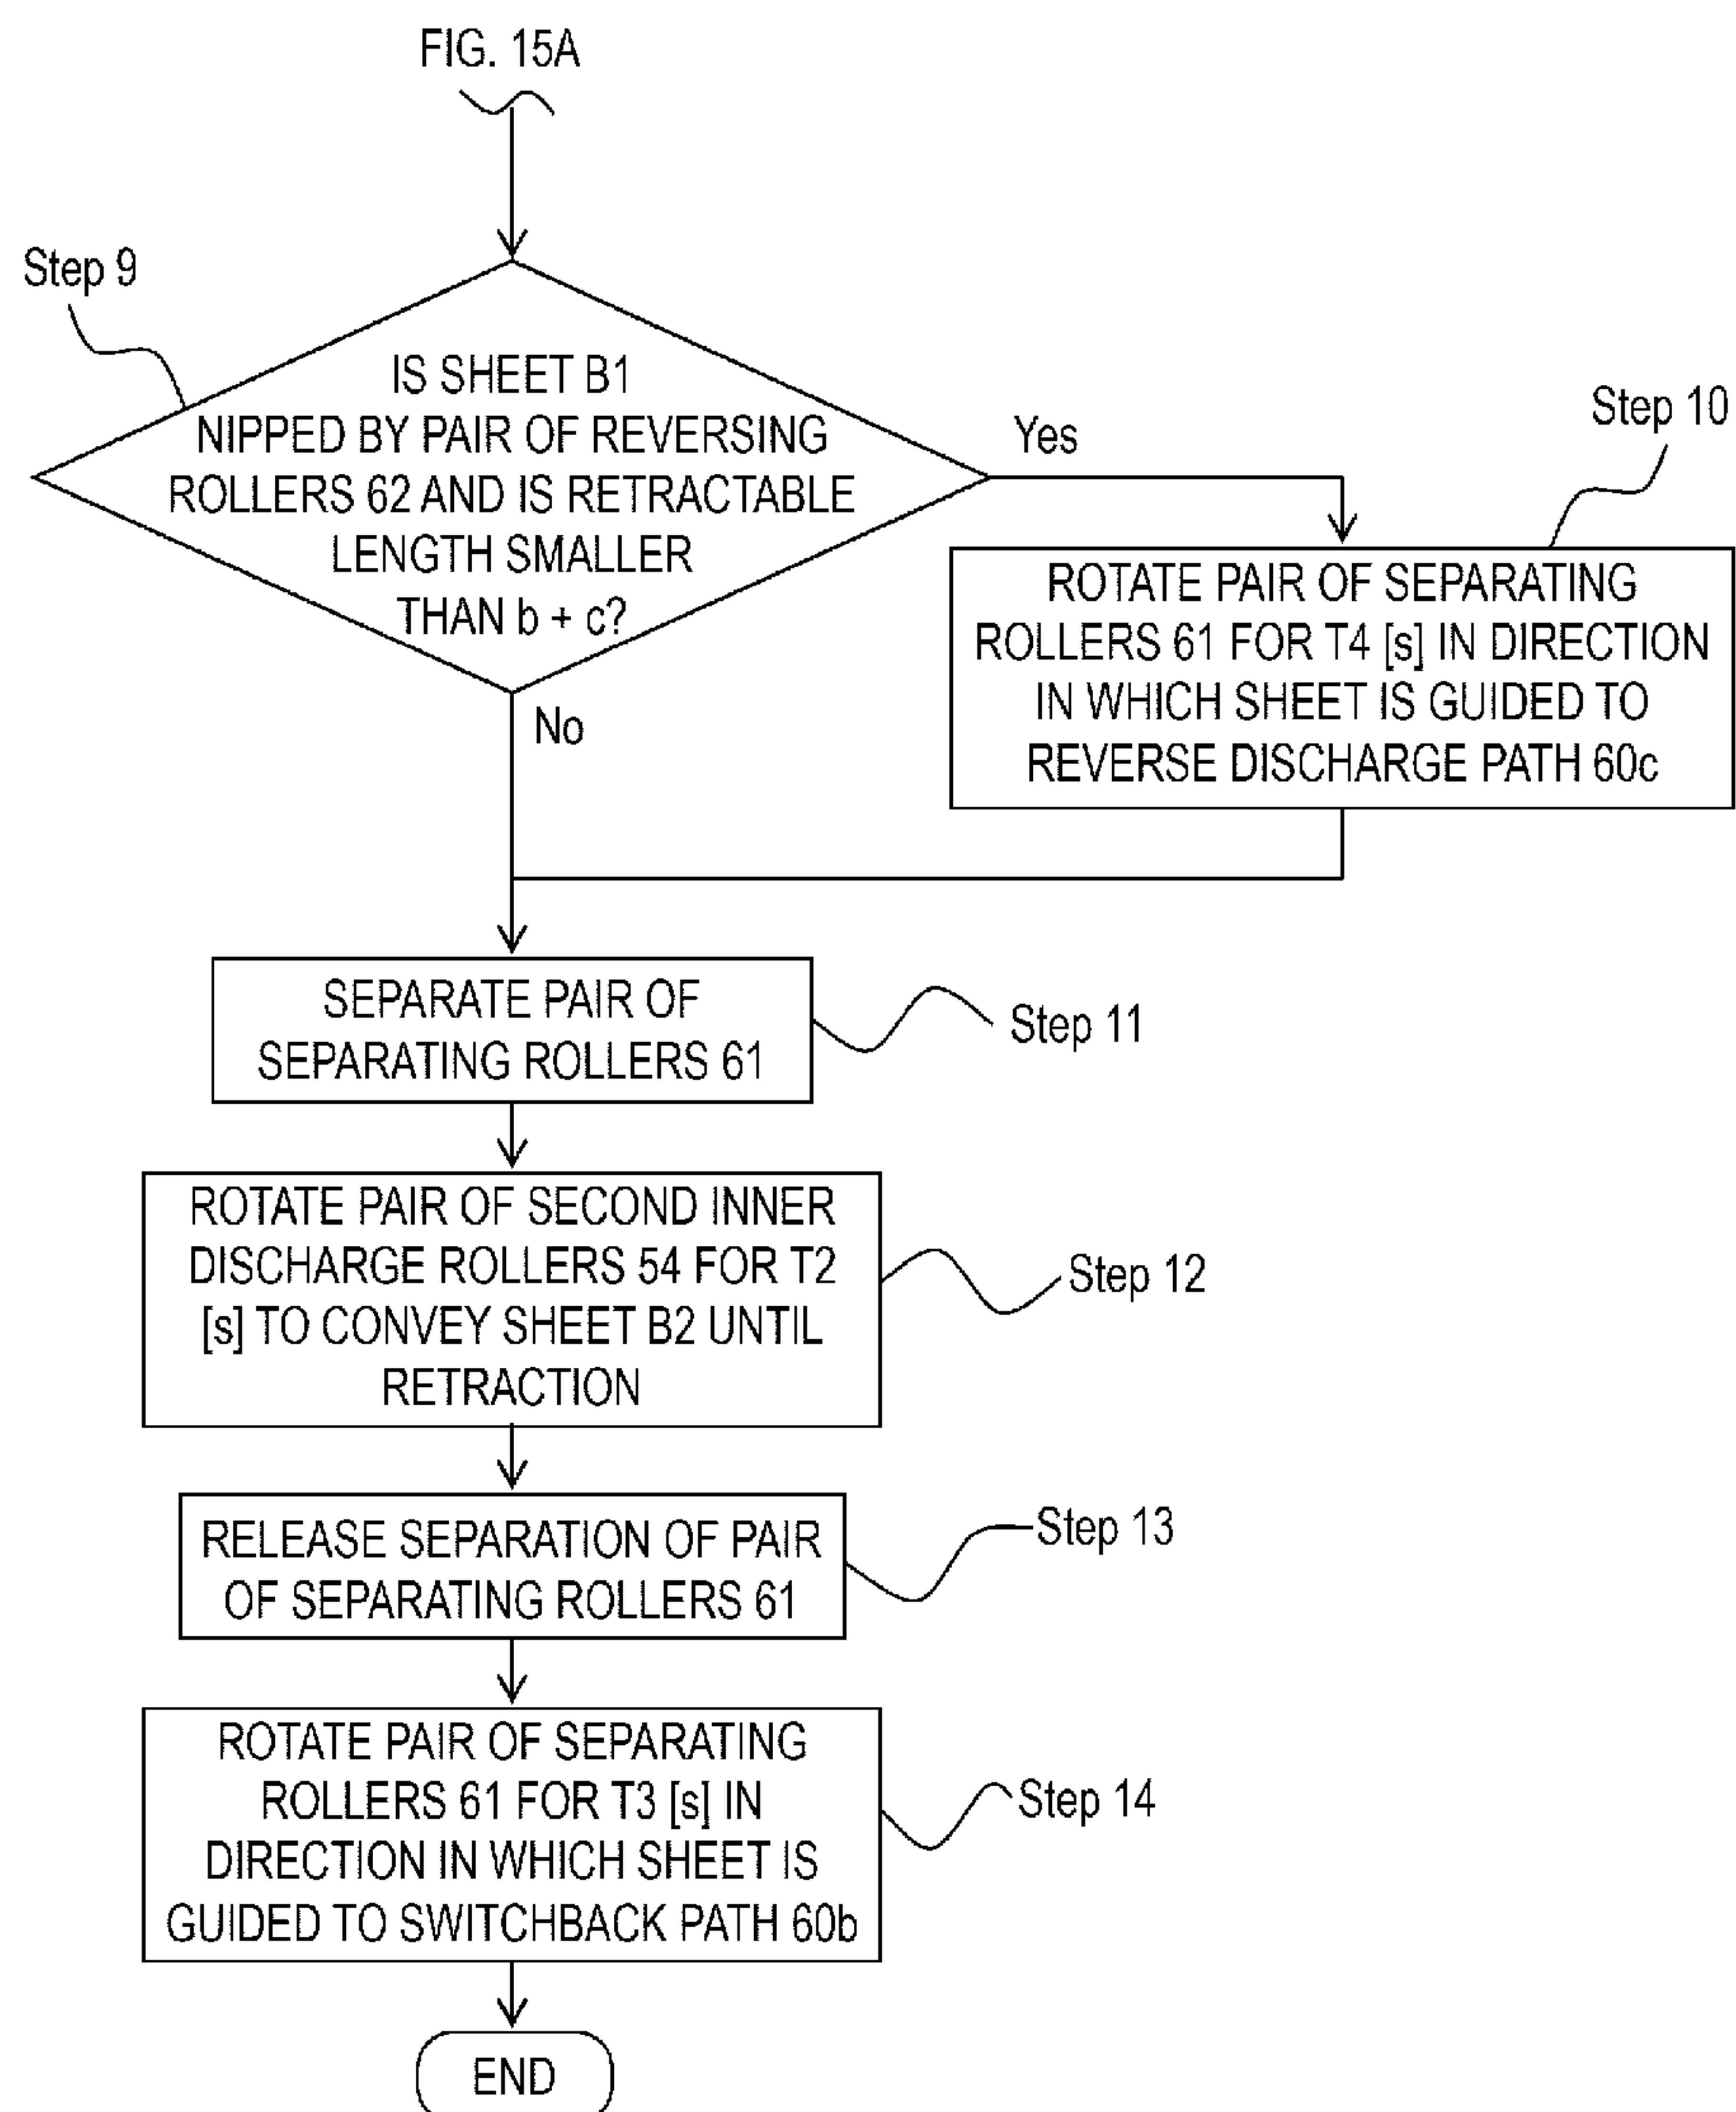 FIG. 15A
Step 9
IS SHEET B1
NIPPED BY PAIR OF REVERSING
ROLLERS 62 AND IS RETRACTABLE
LENGTH SMALLER
THAN b + c?
Yes
Step 10
ROTATE PAIR OF SEPARATING
ROLLERS 61 FOR T4 [s] IN DIRECTION
IN WHICH SHEET IS GUIDED TO
REVERSE DISCHARGE PATH 60c
No
SEPARATE PAIR OF
SEPARATING ROLLERS 61
Step 11
ROTATE PAIR OF SECOND INNER
DISCHARGE ROLLERS 54 FOR T2
[s] TO CONVEY SHEET B2 UNTIL
RETRACTION
Step 12
RELEASE SEPARATION OF PAIR
OF SEPARATING ROLLERS 61
Step 13
ROTATE PAIR OF SEPARATING
ROLLERS 61 FOR T3 [s] IN
DIRECTION IN WHICH SHEET IS
GUIDED TO SWITCHBACK PATH 60b
Step 14
END